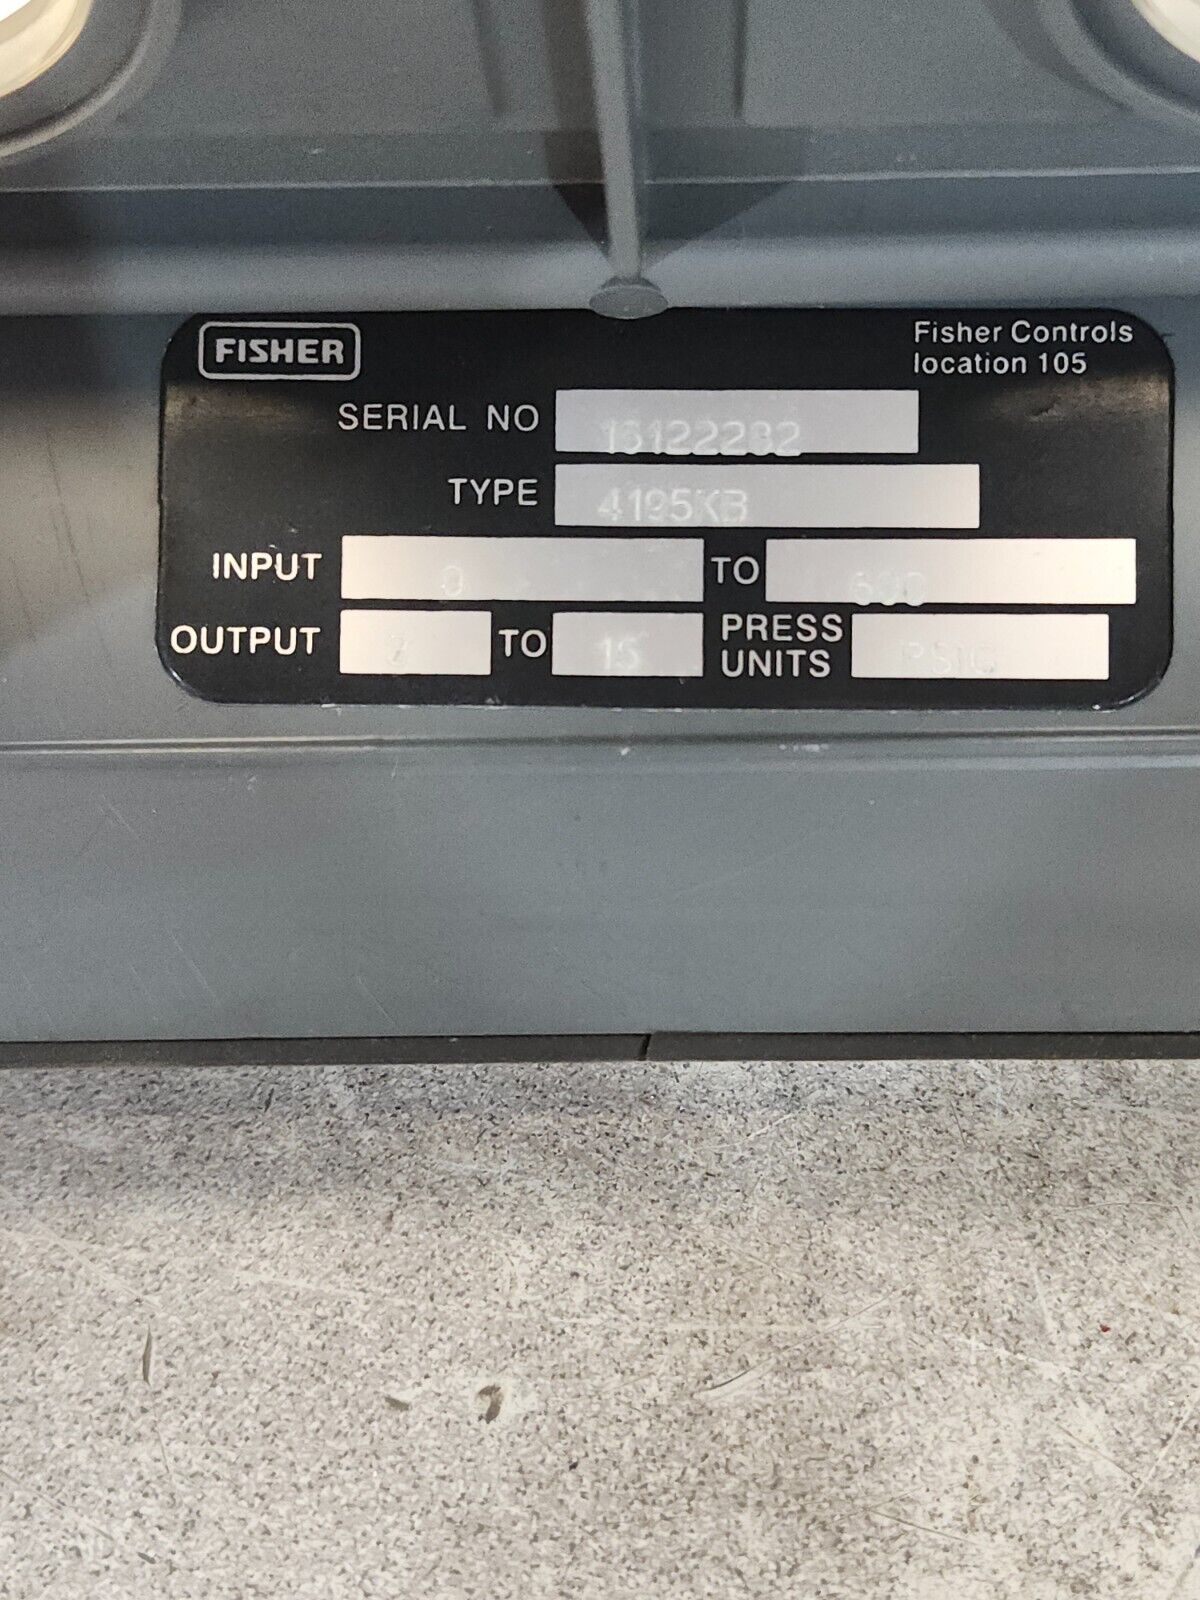 FISHER
Fisher Controls
location 105
SERIAL NO
TYPE 4195KB
INPUT 0 TO 600
OUTPUT 3 TO 15 PRESS UNITS PSIG